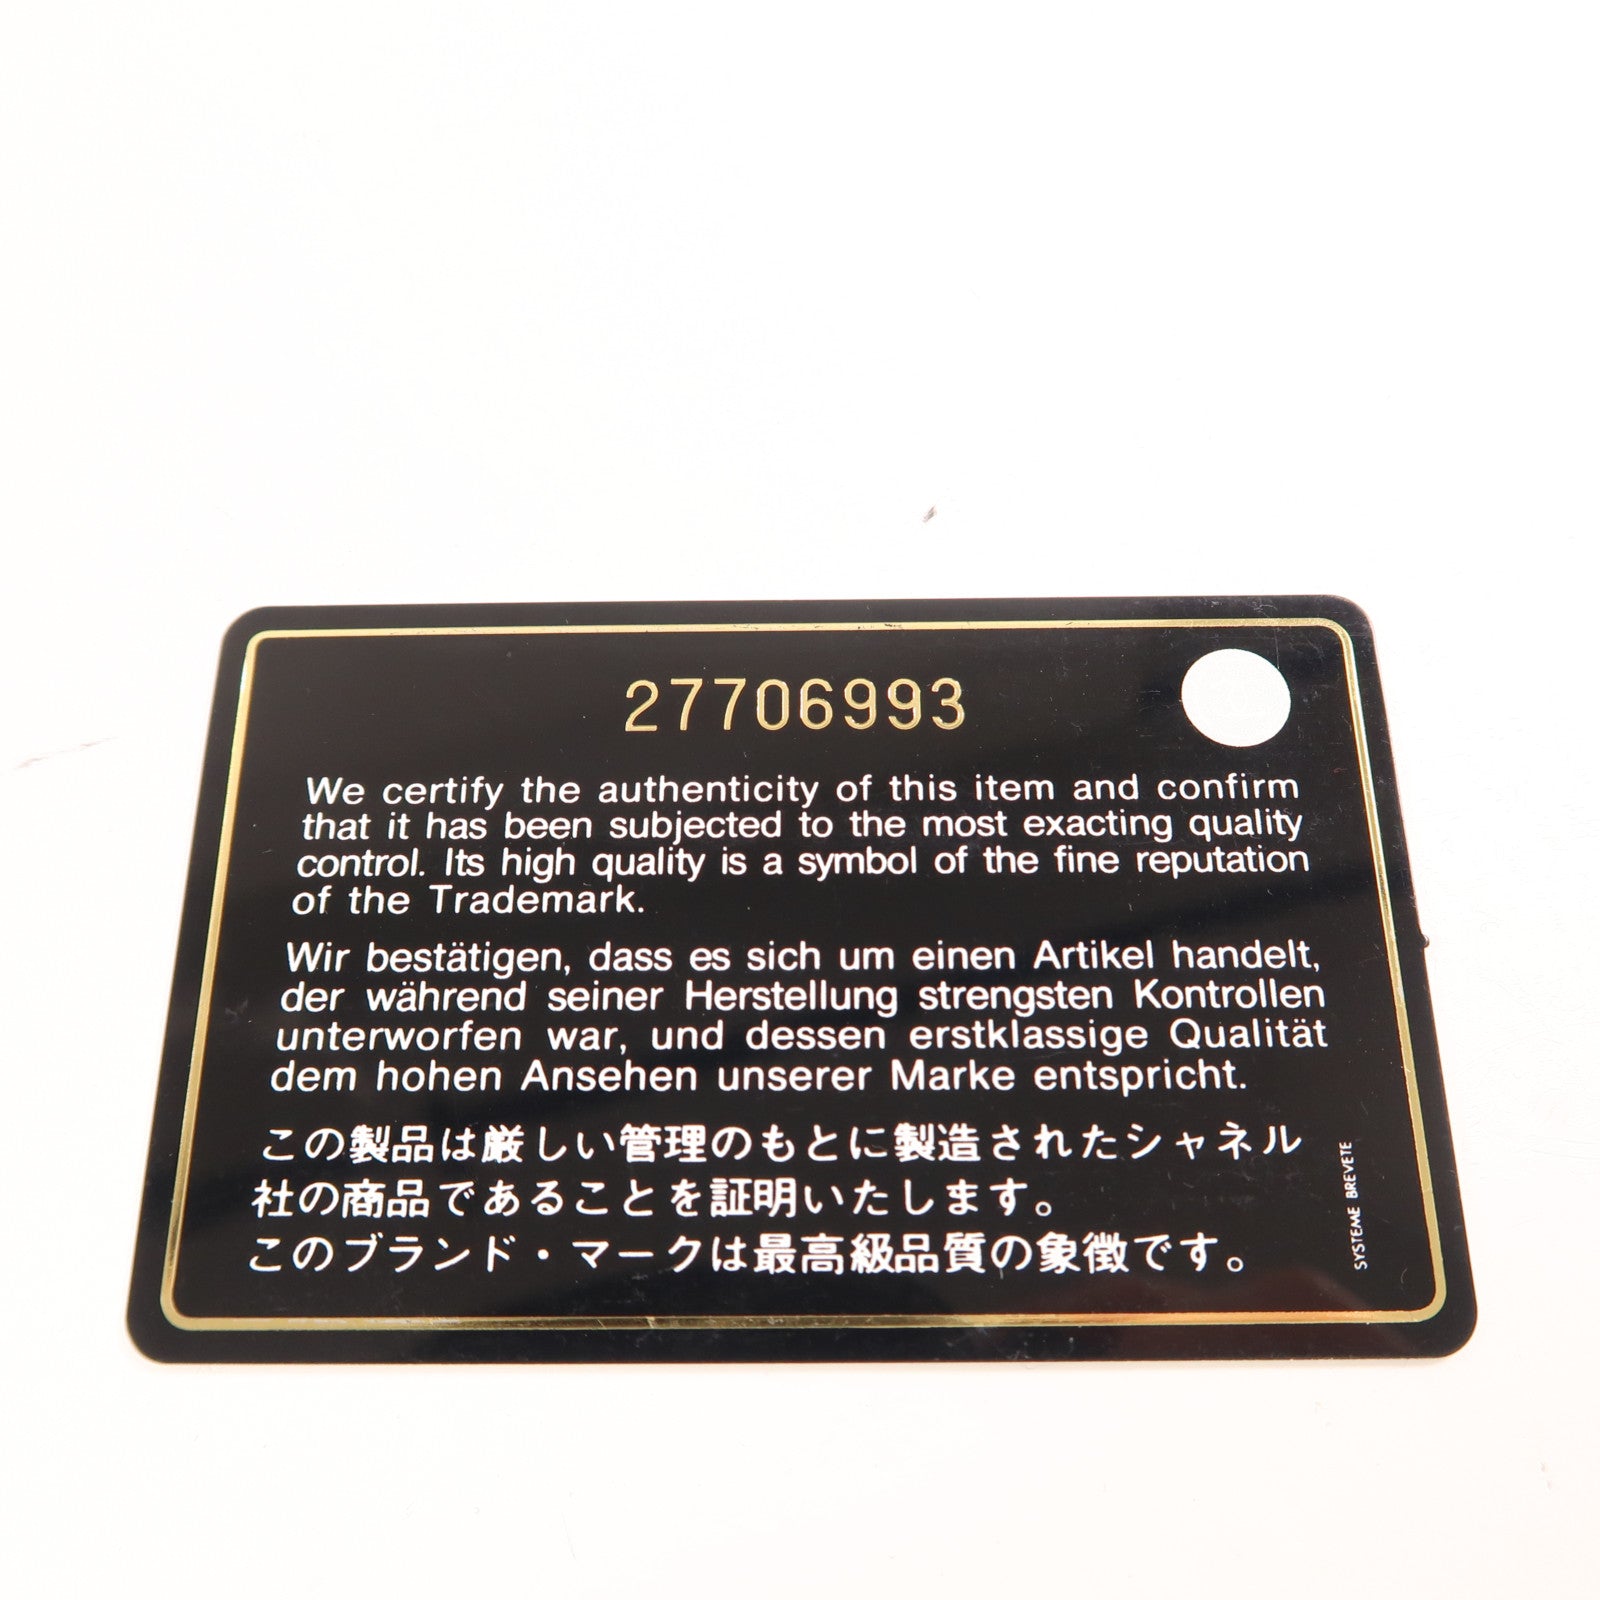 27706993
We certify the authenticity of this item and confirm
that it has been subjected to the most exacting quality
control. Its high quality is a symbol of the fine reputation
of the Trademark.
Wir bestätigen, dass es sich um einen Artikel handelt,
der während seiner Herstellung strengsten Kontrollen
unterworfen war, und dessen erstklassige Qualität
dem hohen Ansehen unserer Marke entspricht.
この製品は厳しい管理のもとに製造されたシャネル
社の商品であることを証明いたします。
このブランド・マークは最高級品質の象徴です。
SYSTEME BREVETE